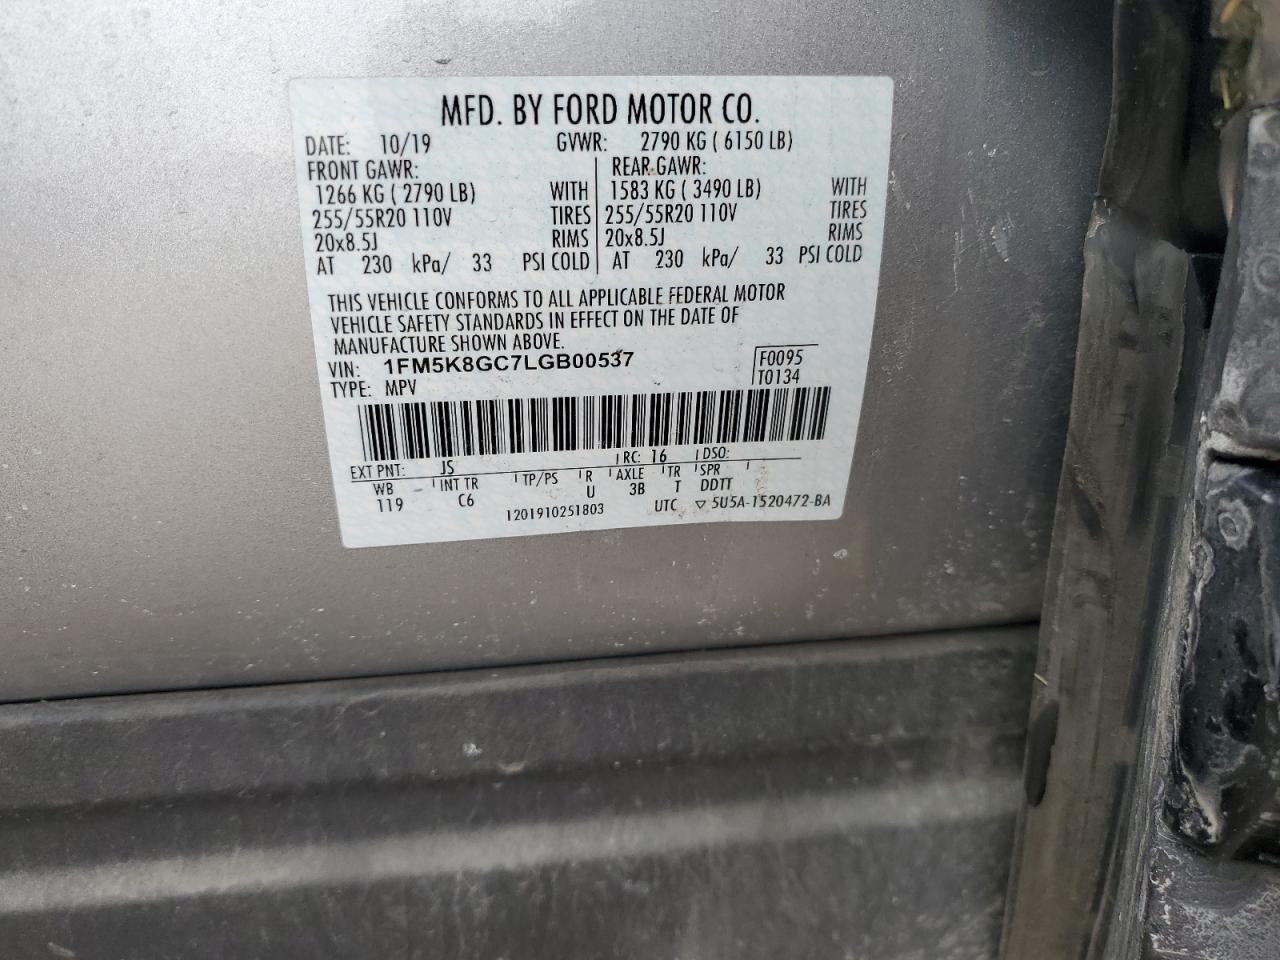 MFD. BY FORD MOTOR CO.
DATE: 10/19 GVWR: 2790 KG ( 6150 LB)
FRONT GAWR: REAR GAWR:
1266 KG ( 2790 LB) WITH 1583 KG ( 3490 LB) WITH
255/55R20 110V TIRES 255/55R20 110V TIRES
20x8.5J RIMS 20x8.5J RIMS
AT 230 kPa/ 33 PSI COLD AT 230 kPa/ 33 PSI COLD
THIS VEHICLE CONFORMS TO ALL APPLICABLE FEDERAL MOTOR
VEHICLE SAFETY STANDARDS IN EFFECT ON THE DATE OF
MANUFACTURE SHOWN ABOVE.
VIN: 1FM5K8GC7LGB00537 F0095
TYPE: MPV T0134
EXT PNT: JS RC: 16 DSO:
WB INT TR TP/PS R AXLE TR SPR
119 C6 U 3B T DDTT
1201910251803 UTC ▽ 5U5A-1520472-BA